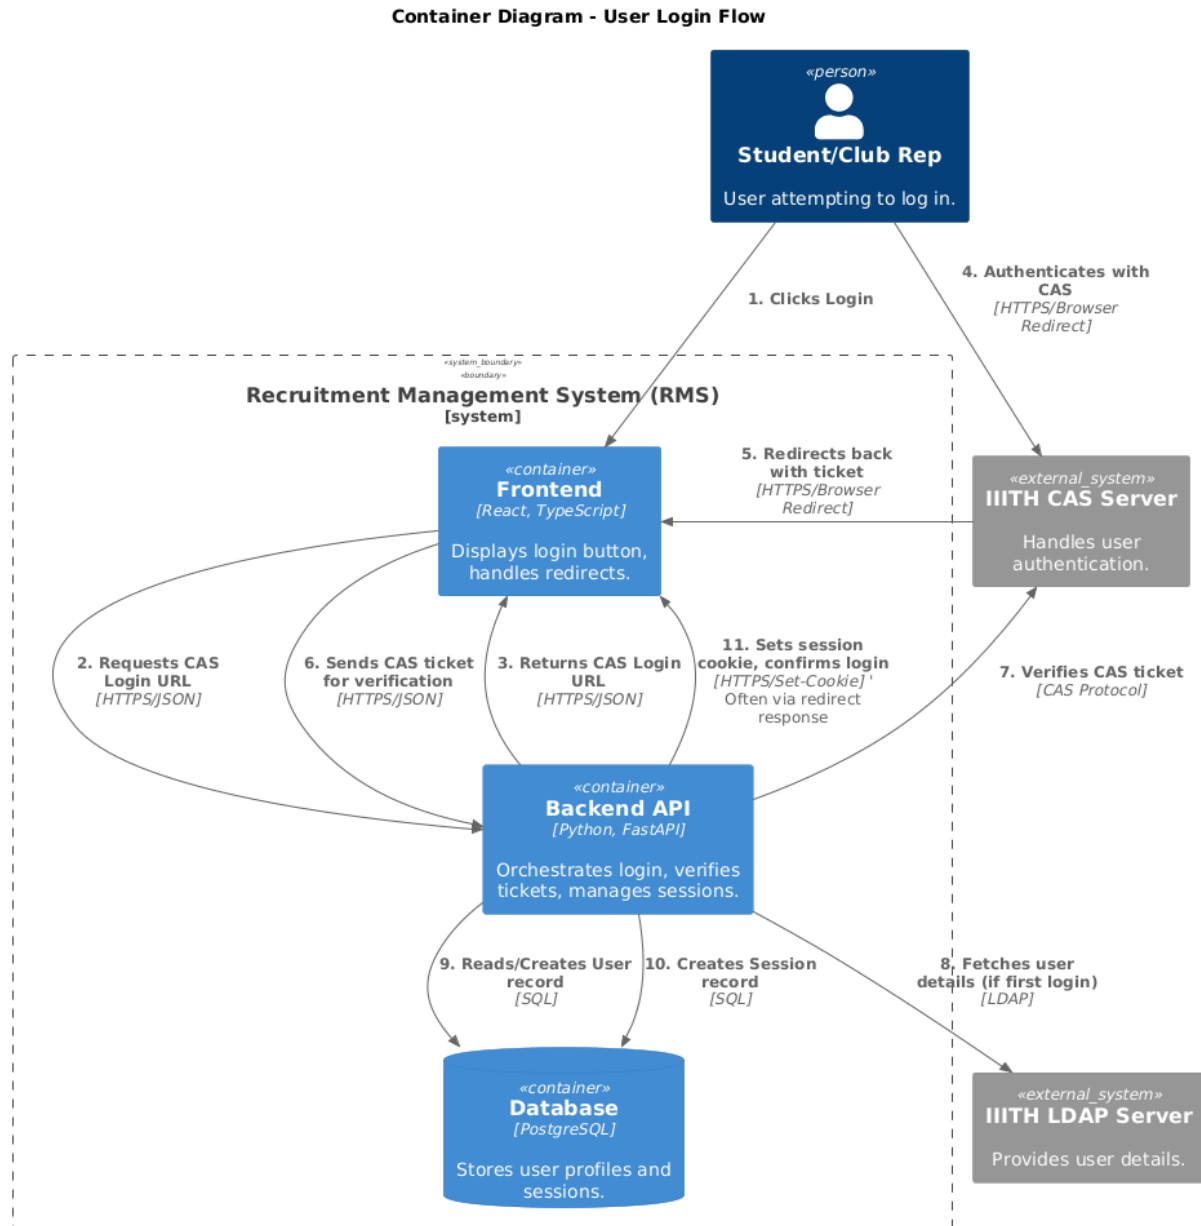 Container Diagram - User Login Flow
«person»
Student/Club Rep
User attempting to log in.
4. Authenticates with
CAS
[HTTPS/Browser
Redirect]
1. Clicks Login
«system_boundary»
«boundary»
Recruitment Management System (RMS)
[system]
«container»
Frontend
[React, TypeScript]
Displays login button,
handles redirects.
5. Redirects back
with ticket
[HTTPS/Browser
Redirect]
«external_system»
IIITH CAS Server
Handles user
authentication.
2. Requests CAS
Login URL
[HTTPS/JSON]
6. Sends CAS ticket
for verification
[HTTPS/JSON]
3. Returns CAS Login
URL
[HTTPS/JSON]
11. Sets session
cookie, confirms login
[HTTPS/Set-Cookie] '
Often via redirect
response
7. Verifies CAS ticket
[CAS Protocol]
«container»
Backend API
[Python, FastAPI]
Orchestrates login, verifies
tickets, manages sessions.
9. Reads/Creates User
record
[SQL]
10. Creates Session
record
[SQL]
8. Fetches user
details (if first login)
[LDAP]
«container»
Database
[PostgreSQL]
Stores user profiles and
sessions.
«external_system»
IIITH LDAP Server
Provides user details.